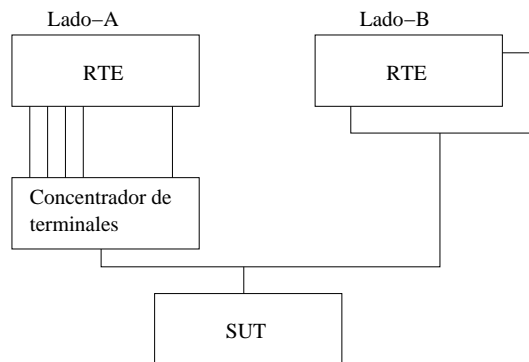 Lado−A
Lado−B
RTE
RTE
Concentrador de
terminales
SUT